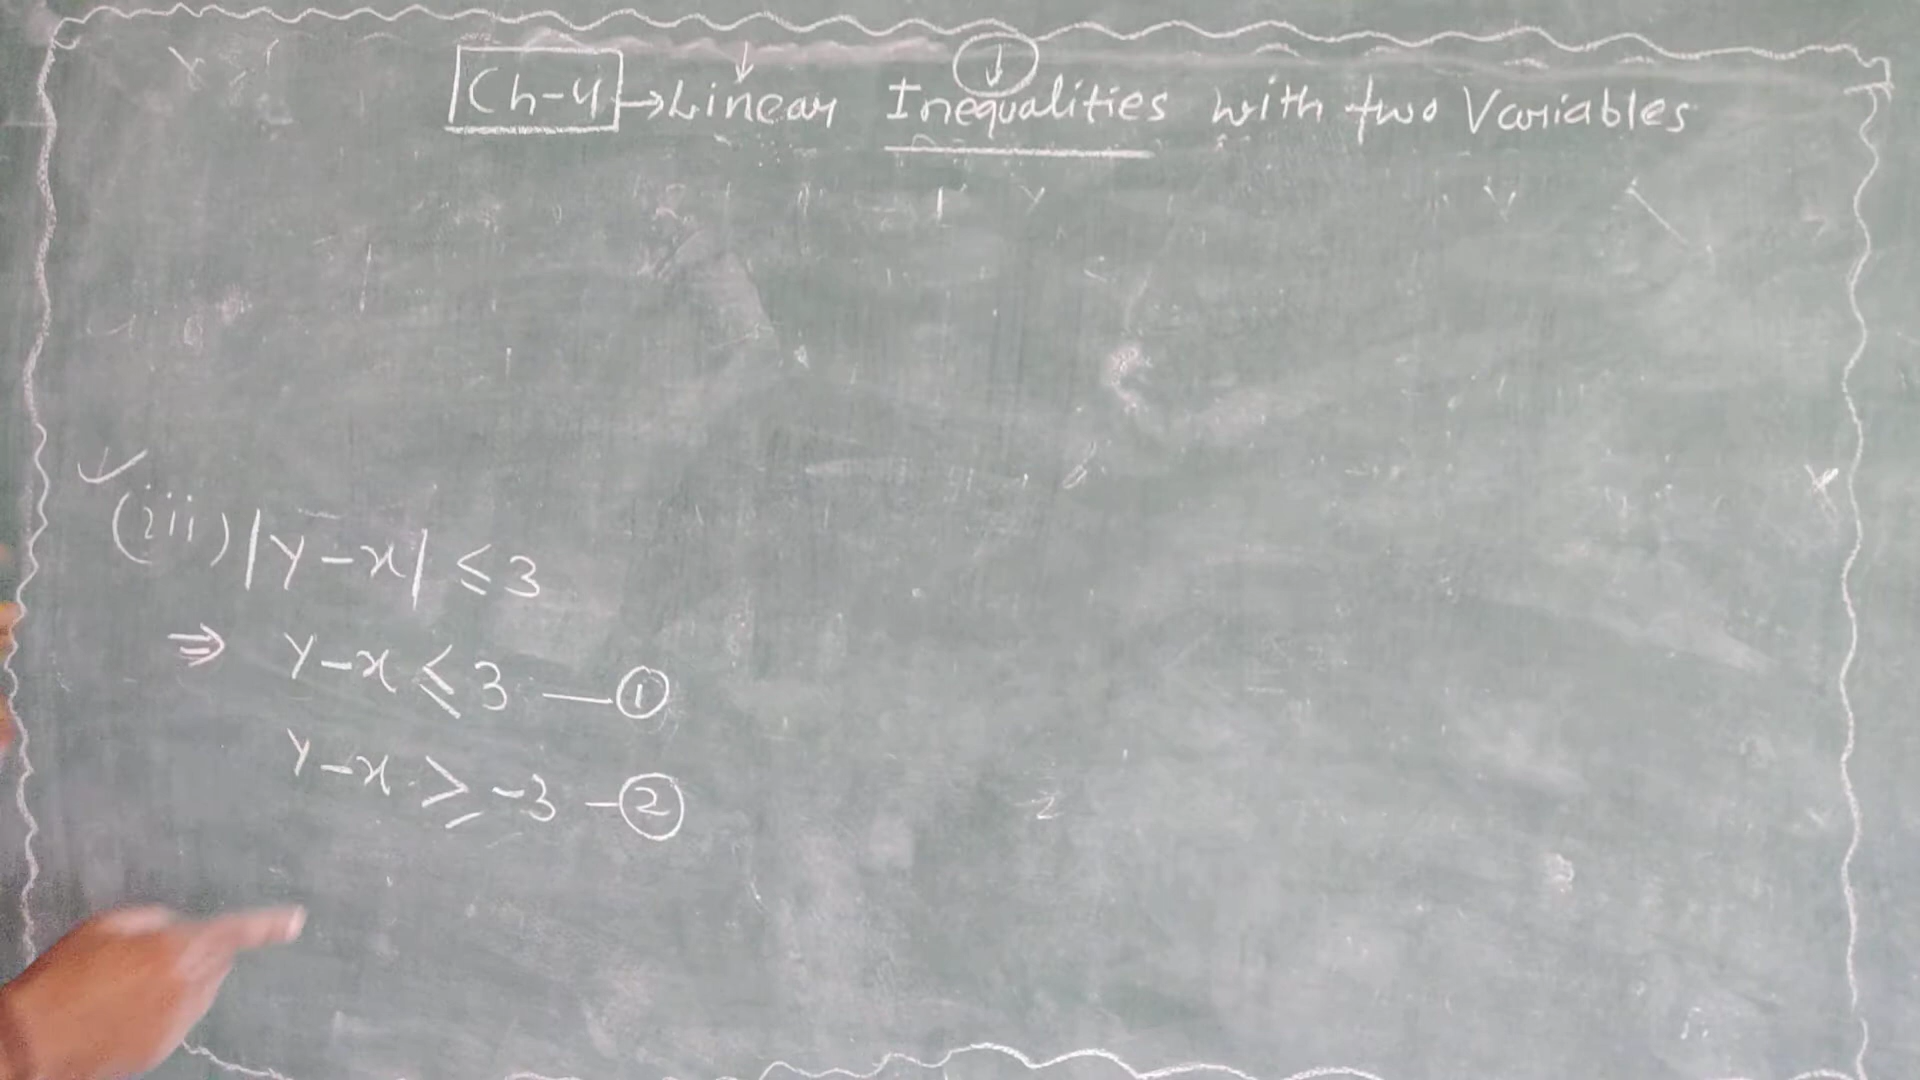 Ch-4 → Linear Inequalities with two Variables
(iii) |y-x| ≤ 3
⇒ y-x ≤ 3 — ①
y-x ≥ -3 - ②